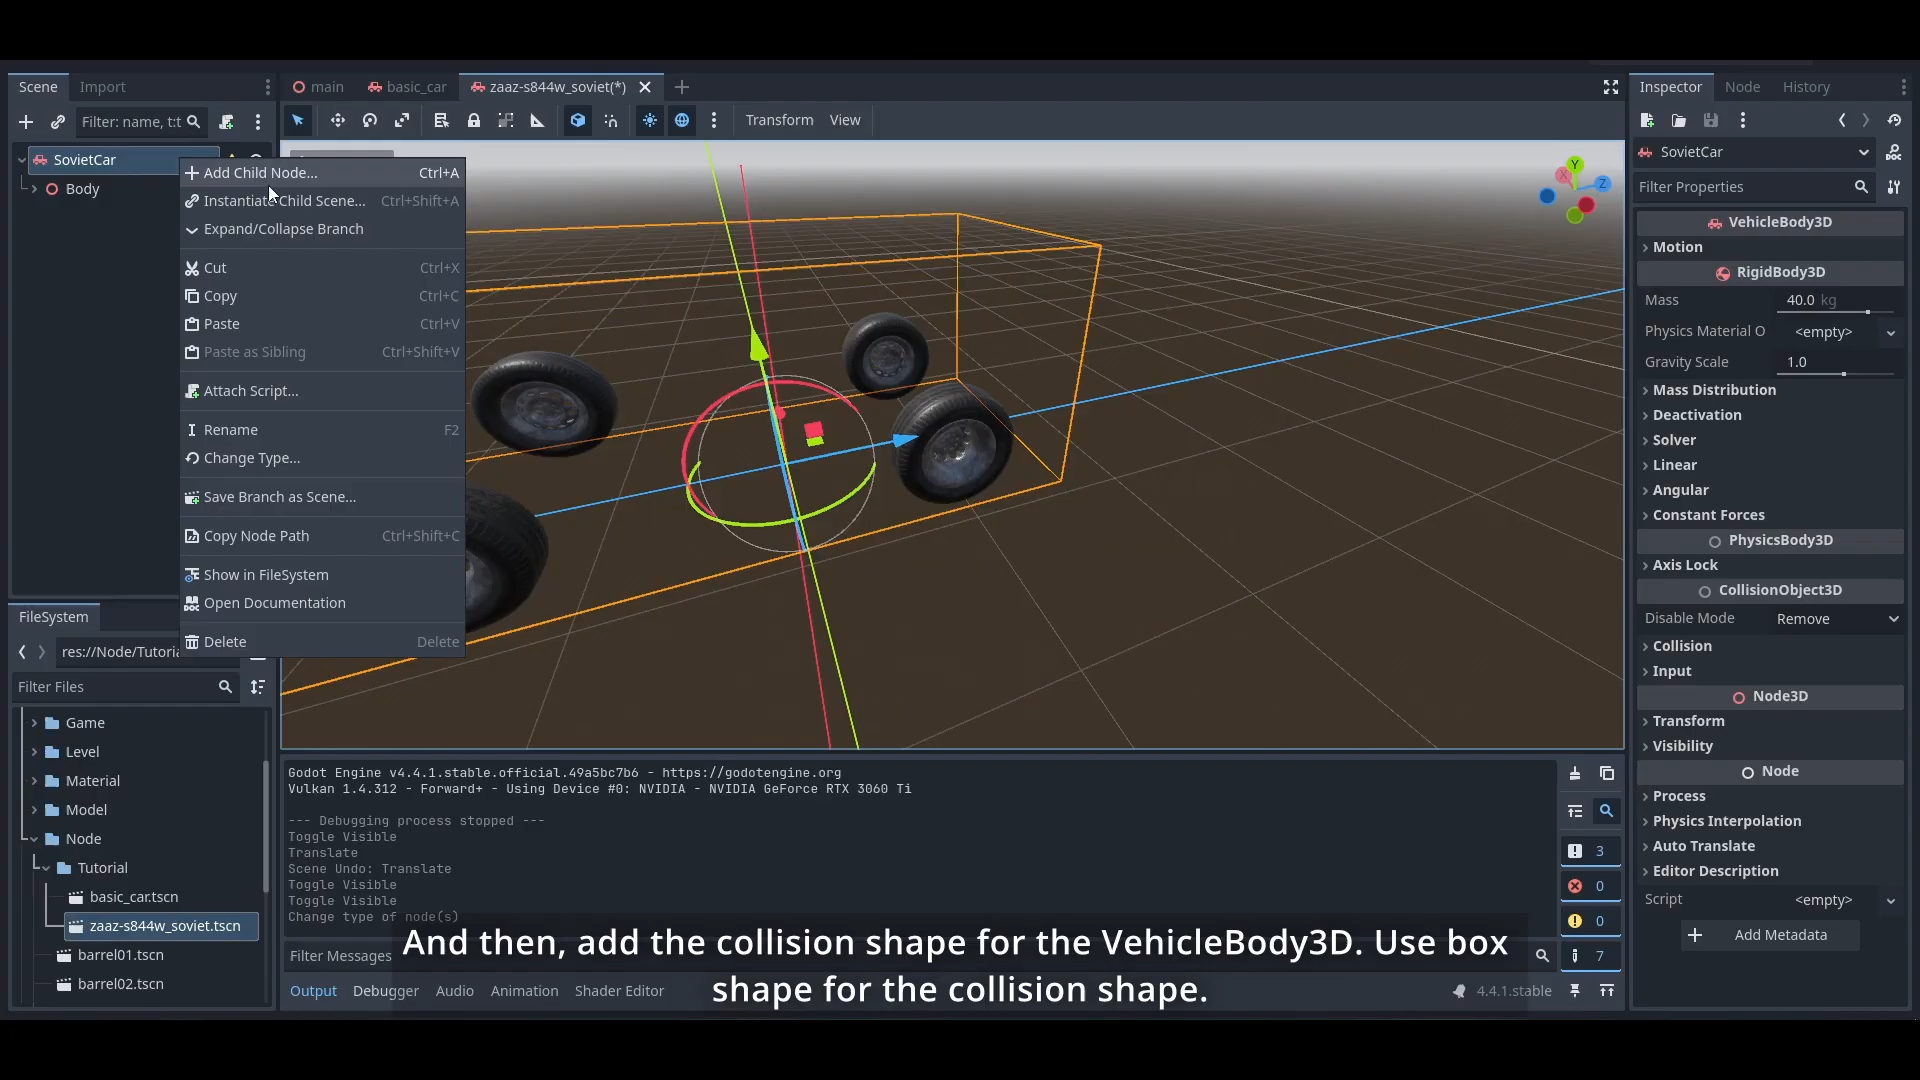 Scene
Import
main
basic_car
zaaz-s844w_soviet(*)
Inspector
Node
History
Filter: name, t:t
Transform
View
SovietCar
Body
Add Child Node... Ctrl+A
Instantiate Child Scene... Ctrl+Shift+A
Expand/Collapse Branch
Cut Ctrl+X
Copy Ctrl+C
Paste Ctrl+V
Paste as Sibling Ctrl+Shift+V
Attach Script...
Rename F2
Change Type...
Save Branch as Scene...
Copy Node Path Ctrl+Shift+C
Show in FileSystem
Open Documentation
Delete Delete
Y
X
Z
FileSystem
res://Node/Tutoria
Filter Files
Game
Level
Material
Model
Node
Tutorial
basic_car.tscn
zaaz-s844w_soviet.tscn
barrel01.tscn
barrel02.tscn
Godot Engine v4.4.1.stable.official.49a5bc7b6 - https://godotengine.org
Vulkan 1.4.312 - Forward+ - Using Device #0: NVIDIA - NVIDIA GeForce RTX 3060 Ti
--- Debugging process stopped ---
Toggle Visible
Translate
Scene Undo: Translate
Toggle Visible
Toggle Visible
Change type of node(s)
3
0
0
7
Filter Messages
And then, add the collision shape for the VehicleBody3D. Use box
shape for the collision shape.
Output
Debugger
Audio
Animation
Shader Editor
4.4.1.stable
SovietCar
DOC
Filter Properties
VehicleBody3D
Motion
RigidBody3D
Mass 40.0 kg
Physics Material O <empty>
Gravity Scale 1.0
Mass Distribution
Deactivation
Solver
Linear
Angular
Constant Forces
PhysicsBody3D
Axis Lock
CollisionObject3D
Disable Mode Remove
Collision
Input
Node3D
Transform
Visibility
Node
Process
Physics Interpolation
Auto Translate
Editor Description
Script <empty>
Add Metadata